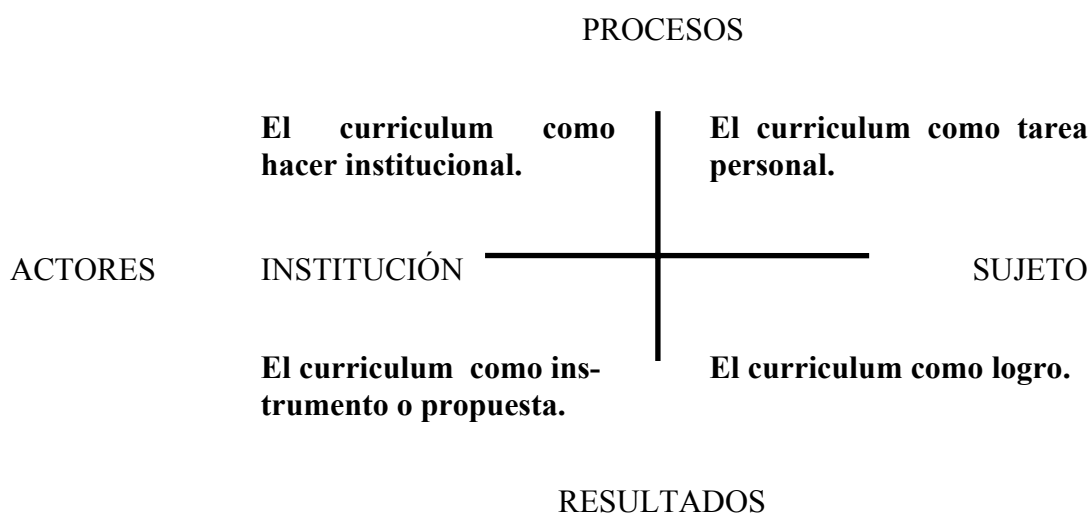 PROCESOS
El curriculum como
hacer institucional.
El curriculum como tarea
personal.
ACTORES
INSTITUCIÓN
SUJETO
El curriculum como ins-
trumento o propuesta.
El curriculum como logro.
RESULTADOS